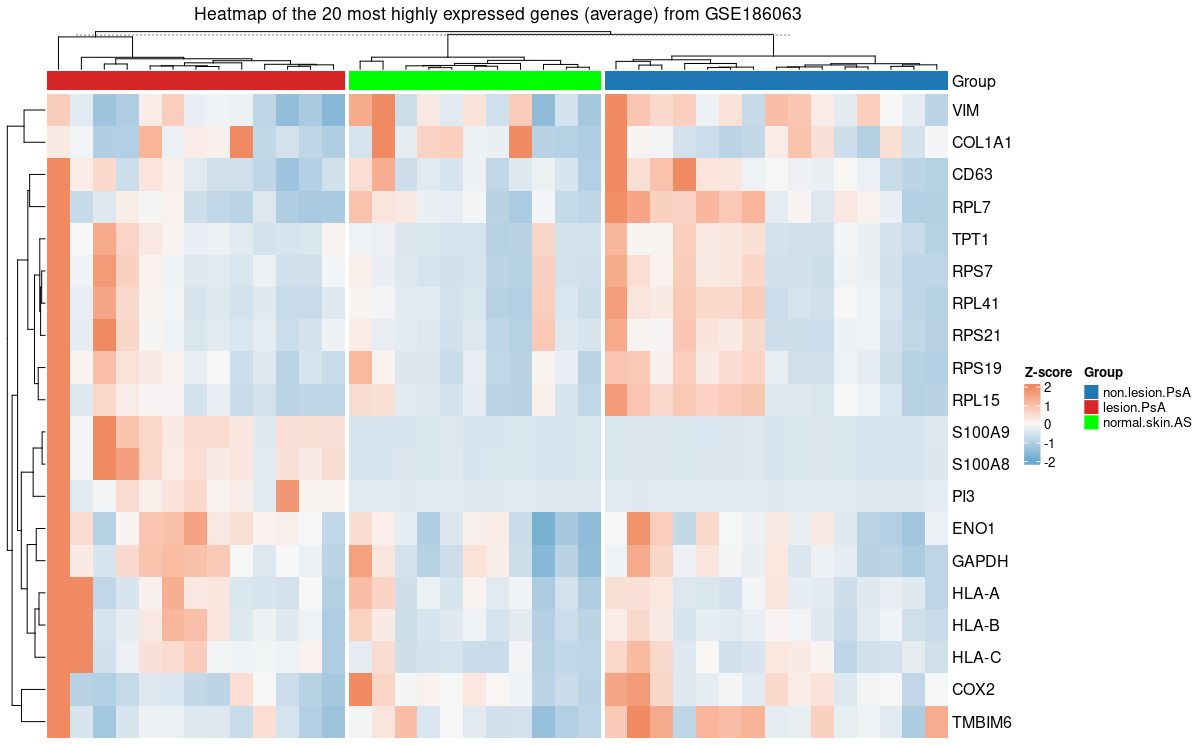 Heatmap of the 20 most highly expressed genes (average) from GSE186063
Group
VIM
COL1A1
CD63
RPL7
TPT1
RPS7
RPL41
RPS21
RPS19
RPL15
S100A9
S100A8
PI3
ENO1
GAPDH
HLA-A
HLA-B
HLA-C
COX2
TMBIM6
Z-score
2
1
0
-1
-2
Group
non.lesion.PsA
lesion.PsA
normal.skin.AS